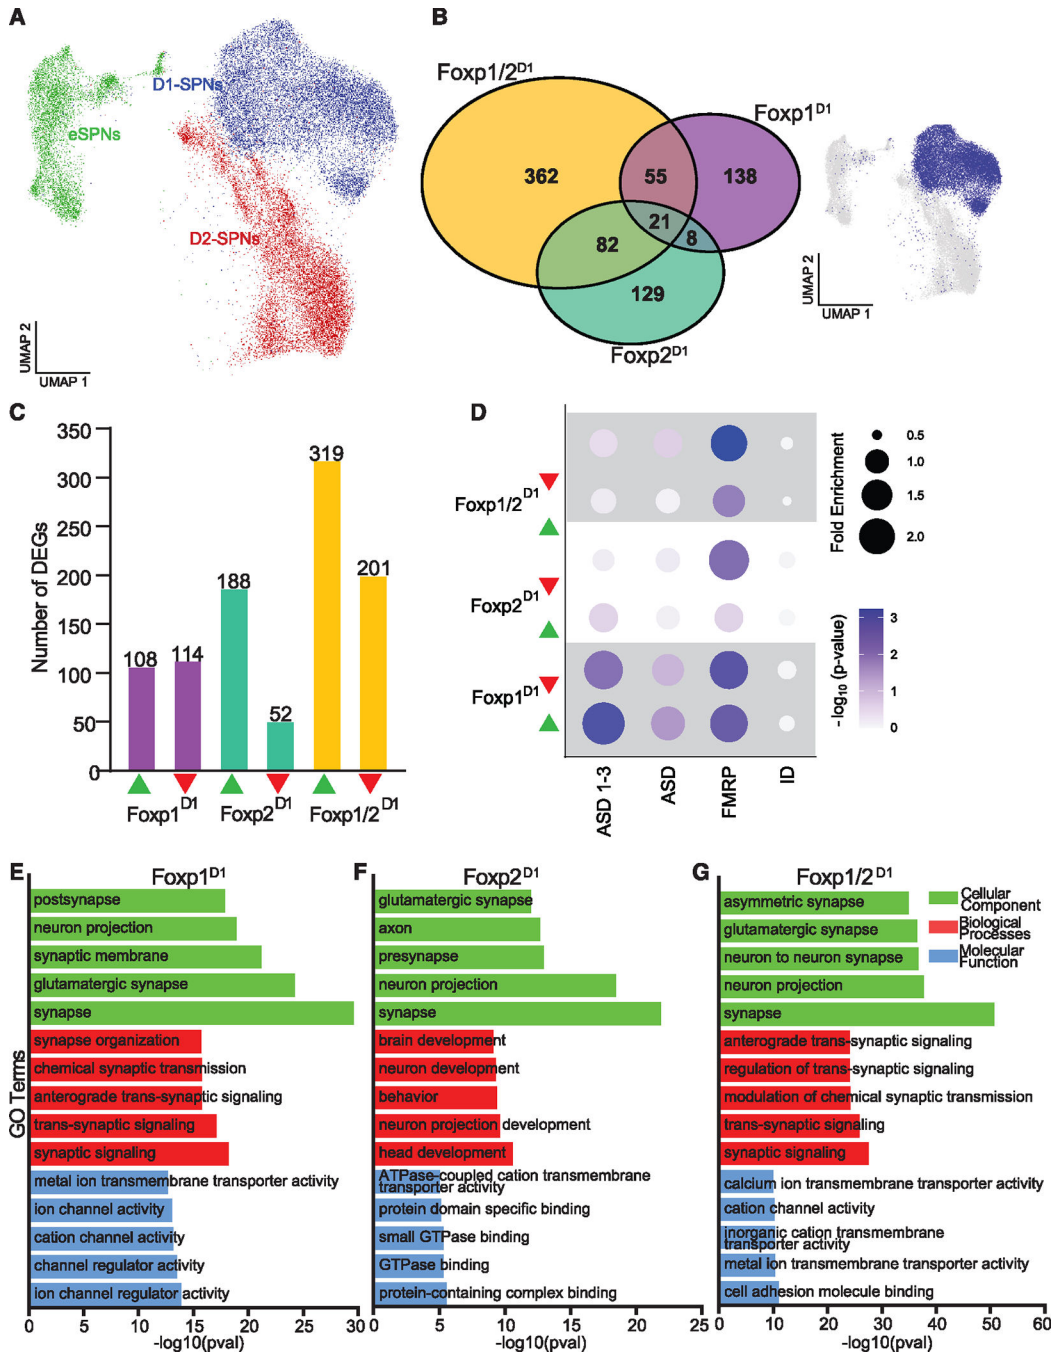 A
D1-SPNs
eSPNs
D2-SPNs
UMAP 2
UMAP 1
B
Foxp1/2D1
Foxp1D1
362
55
138
21
82
8
129
Foxp2D1
UMAP 2
UMAP 1
C
Number of DEGs
350
300
250
200
150
100
50
0
108
114
188
52
319
201
Foxp1D1
Foxp2D1
Foxp1/2D1
D
Foxp1/2D1
Foxp2D1
Foxp1D1
ASD 1-3
ASD
FMRP
ID
Fold Enrichment
0.5
1.0
1.5
2.0
-log10 (p-value)
3
2
1
0
GO Terms
E
Foxp1D1
postsynapse
neuron projection
synaptic membrane
glutamatergic synapse
synapse
synapse organization
chemical synaptic transmission
anterograde trans-synaptic signaling
trans-synaptic signaling
synaptic signaling
metal ion transmembrane transporter activity
ion channel activity
cation channel activity
channel regulator activity
ion channel regulator activity
0 5 10 15 20 25 30
-log10(pval)
F
Foxp2D1
glutamatergic synapse
axon
presynapse
neuron projection
synapse
brain development
neuron development
behavior
neuron projection development
head development
ATPase-coupled cation transmembrane
transporter activity
protein domain specific binding
small GTPase binding
GTPase binding
protein-containing complex binding
0 5 10 15 20 25
-log10(pval)
G
Foxp1/2D1
asymmetric synapse
glutamatergic synapse
neuron to neuron synapse
neuron projection
synapse
anterograde trans-synaptic signaling
regulation of trans-synaptic signaling
modulation of chemical synaptic transmission
trans-synaptic signaling
synaptic signaling
calcium ion transmembrane transporter activity
cation channel activity
inorganic cation transmembrane
transporter activity
metal ion transmembrane transporter activity
cell adhesion molecule binding
0 10 20 30 40 50 60
-log10(pval)
Cellular
Component
Biological
Processes
Molecular
Function